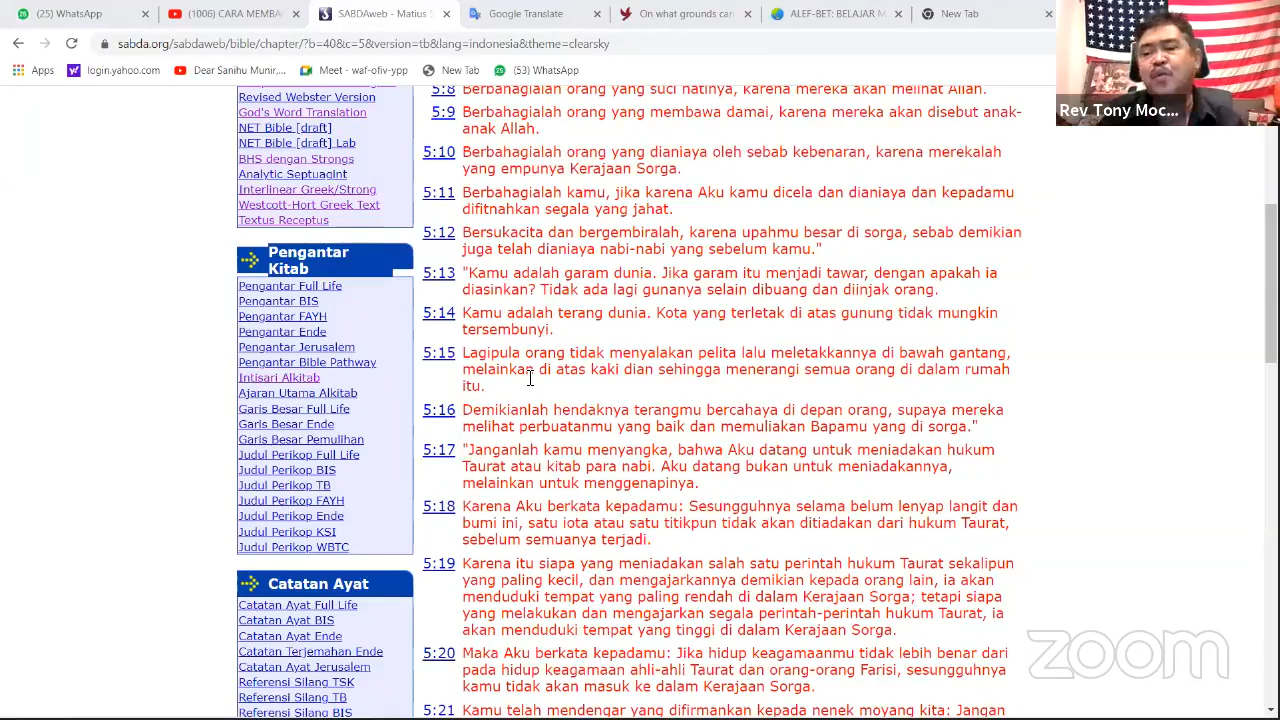 (25) WhatsApp
(1006) CARA MEMBA
SABDAweb - Matius
Google Translate
On what grounds car
ALEF-BET: BELAJAR M
New Tab
sabda.org/sabdaweb/bible/chapter/?b=40&c=5&version=tb&lang=indonesia&theme=clearsky
Apps
login.yahoo.com
Dear Sanihu Munir,...
Meet - waf-ofiv-ypp
New Tab
(53) WhatsApp
Rev Tony Moc...
Revised Webster Version
God's Word Translation
NET Bible [draft]
NET Bible [draft] Lab
BHS dengan Strongs
Analytic Septuagint
Interlinear Greek/Strong
Westcott-Hort Greek Text
Textus Receptus
Pengantar
Kitab
Pengantar Full Life
Pengantar BIS
Pengantar FAYH
Pengantar Ende
Pengantar Jerusalem
Pengantar Bible Pathway
Intisari Alkitab
Ajaran Utama Alkitab
Garis Besar Full Life
Garis Besar Ende
Garis Besar Pemulihan
Judul Perikop Full Life
Judul Perikop BIS
Judul Perikop TB
Judul Perikop FAYH
Judul Perikop Ende
Judul Perikop KSI
Judul Perikop WBTC
Catatan Ayat
Catatan Ayat Full Life
Catatan Ayat BIS
Catatan Ayat Ende
Catatan Terjemahan Ende
Catatan Ayat Jerusalem
Referensi Silang TSK
Referensi Silang TB
Referensi Silang BIS
5:8 Berbahagialah orang yang suci hatinya, karena mereka akan melihat Allah.
5:9 Berbahagialah orang yang membawa damai, karena mereka akan disebut anak-
anak Allah.
5:10 Berbahagialah orang yang dianiaya oleh sebab kebenaran, karena merekalah
yang empunya Kerajaan Sorga.
5:11 Berbahagialah kamu, jika karena Aku kamu dicela dan dianiaya dan kepadamu
difitnahkan segala yang jahat.
5:12 Bersukacita dan bergembiralah, karena upahmu besar di sorga, sebab demikian
juga telah dianiaya nabi-nabi yang sebelum kamu."
5:13 "Kamu adalah garam dunia. Jika garam itu menjadi tawar, dengan apakah ia
diasinkan? Tidak ada lagi gunanya selain dibuang dan diinjak orang.
5:14 Kamu adalah terang dunia. Kota yang terletak di atas gunung tidak mungkin
tersembunyi.
5:15 Lagipula orang tidak menyalakan pelita lalu meletakkannya di bawah gantang,
melainkan di atas kaki dian sehingga menerangi semua orang di dalam rumah
itu.
5:16 Demikianlah hendaknya terangmu bercahaya di depan orang, supaya mereka
melihat perbuatanmu yang baik dan memuliakan Bapamu yang di sorga."
5:17 "Janganlah kamu menyangka, bahwa Aku datang untuk meniadakan hukum
Taurat atau kitab para nabi. Aku datang bukan untuk meniadakannya,
melainkan untuk menggenapinya.
5:18 Karena Aku berkata kepadamu: Sesungguhnya selama belum lenyap langit dan
bumi ini, satu iota atau satu titikpun tidak akan ditiadakan dari hukum Taurat,
sebelum semuanya terjadi.
5:19 Karena itu siapa yang meniadakan salah satu perintah hukum Taurat sekalipun
yang paling kecil, dan mengajarkannya demikian kepada orang lain, ia akan
menduduki tempat yang paling rendah di dalam Kerajaan Sorga; tetapi siapa
yang melakukan dan mengajarkan segala perintah-perintah hukum Taurat, ia
akan menduduki tempat yang tinggi di dalam Kerajaan Sorga.
5:20 Maka Aku berkata kepadamu: Jika hidup keagamaanmu tidak lebih benar dari
pada hidup keagamaan ahli-ahli Taurat dan orang-orang Farisi, sesungguhnya
kamu tidak akan masuk ke dalam Kerajaan Sorga.
5:21 Kamu telah mendengar yang difirmankan kepada nenek moyang kita: Jangan
zoom